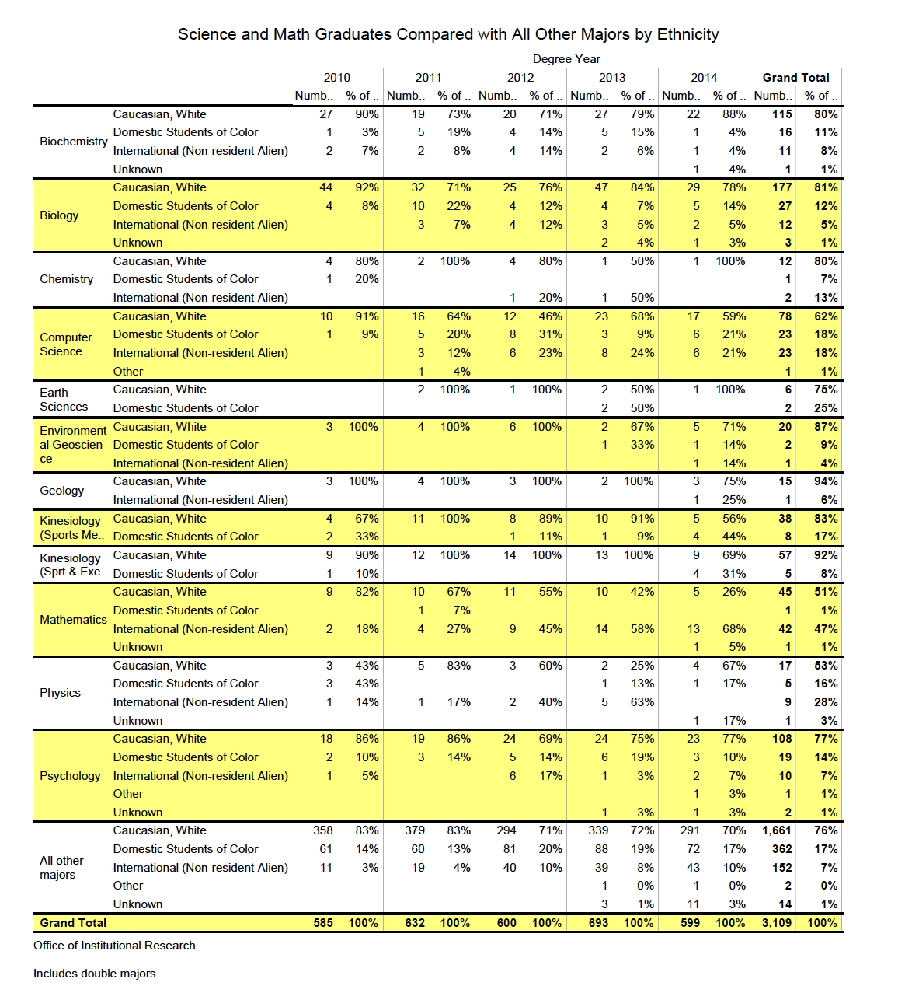 Science and Math Graduates Compared with All Other Majors by Ethnicity
Degree Year
2010 2011 2012 2013 2014 Grand Total
Numb.. % of .. Numb.. % of .. Numb.. % of .. Numb.. % of .. Numb.. % of .. Numb.. % of ..
Biochemistry
Caucasian, White 27 90% 19 73% 20 71% 27 79% 22 88% 115 80%
Domestic Students of Color 1 3% 5 19% 4 14% 5 15% 1 4% 16 11%
International (Non-resident Alien) 2 7% 2 8% 4 14% 2 6% 1 4% 11 8%
Unknown 1 4% 1 1%
Biology
Caucasian, White 44 92% 32 71% 25 76% 47 84% 29 78% 177 81%
Domestic Students of Color 4 8% 10 22% 4 12% 4 7% 5 14% 27 12%
International (Non-resident Alien) 3 7% 4 12% 3 5% 2 5% 12 5%
Unknown 2 4% 1 3% 3 1%
Chemistry
Caucasian, White 4 80% 2 100% 4 80% 1 50% 1 100% 12 80%
Domestic Students of Color 1 20% 1 7%
International (Non-resident Alien) 1 20% 1 50% 2 13%
Computer
Science
Caucasian, White 10 91% 16 64% 12 46% 23 68% 17 59% 78 62%
Domestic Students of Color 1 9% 5 20% 8 31% 3 9% 6 21% 23 18%
International (Non-resident Alien) 3 12% 6 23% 8 24% 6 21% 23 18%
Other 1 4% 1 1%
Earth
Sciences
Caucasian, White 2 100% 1 100% 2 50% 1 100% 6 75%
Domestic Students of Color 2 50% 2 25%
Environment
al Geoscien
ce
Caucasian, White 3 100% 4 100% 6 100% 2 67% 5 71% 20 87%
Domestic Students of Color 1 33% 1 14% 2 9%
International (Non-resident Alien) 1 14% 1 4%
Geology
Caucasian, White 3 100% 4 100% 3 100% 2 100% 3 75% 15 94%
International (Non-resident Alien) 1 25% 1 6%
Kinesiology
(Sports Me..
Caucasian, White 4 67% 11 100% 8 89% 10 91% 5 56% 38 83%
Domestic Students of Color 2 33% 1 11% 1 9% 4 44% 8 17%
Kinesiology
(Sprt & Exe..
Caucasian, White 9 90% 12 100% 14 100% 13 100% 9 69% 57 92%
Domestic Students of Color 1 10% 4 31% 5 8%
Mathematics
Caucasian, White 9 82% 10 67% 11 55% 10 42% 5 26% 45 51%
Domestic Students of Color 1 7% 1 1%
International (Non-resident Alien) 2 18% 4 27% 9 45% 14 58% 13 68% 42 47%
Unknown 1 5% 1 1%
Physics
Caucasian, White 3 43% 5 83% 3 60% 2 25% 4 67% 17 53%
Domestic Students of Color 3 43% 1 13% 1 17% 5 16%
International (Non-resident Alien) 1 14% 1 17% 2 40% 5 63% 9 28%
Unknown 1 17% 1 3%
Psychology
Caucasian, White 18 86% 19 86% 24 69% 24 75% 23 77% 108 77%
Domestic Students of Color 2 10% 3 14% 5 14% 6 19% 3 10% 19 14%
International (Non-resident Alien) 1 5% 6 17% 1 3% 2 7% 10 7%
Other 1 3% 1 1%
Unknown 1 3% 1 3% 2 1%
All other
majors
Caucasian, White 358 83% 379 83% 294 71% 339 72% 291 70% 1,661 76%
Domestic Students of Color 61 14% 60 13% 81 20% 88 19% 72 17% 362 17%
International (Non-resident Alien) 11 3% 19 4% 40 10% 39 8% 43 10% 152 7%
Other 1 0% 1 0% 2 0%
Unknown 3 1% 11 3% 14 1%
Grand Total 585 100% 632 100% 600 100% 693 100% 599 100% 3,109 100%
Office of Institutional Research
Includes double majors